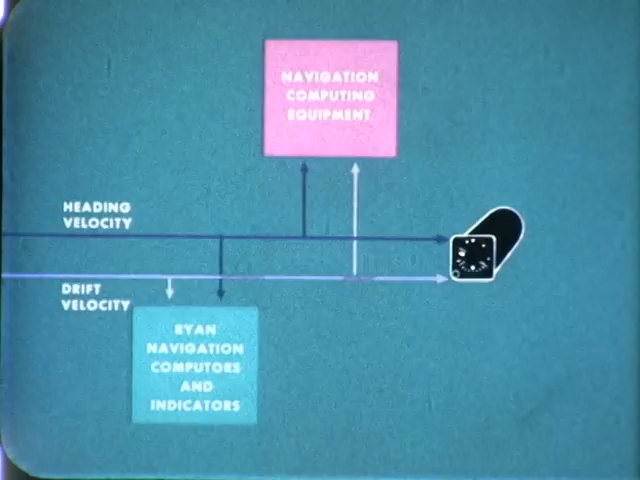 NAVIGATION
COMPUTING
EQUIPMENT
HEADING
VELOCITY
DRIFT
VELOCITY
RYAN
NAVIGATION
COMPUTORS
AND
INDICATORS